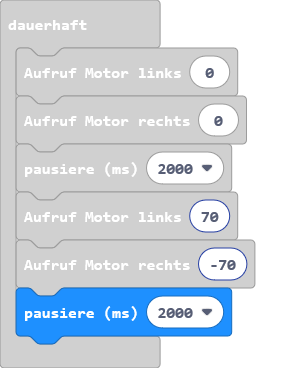 dauerhaft
Aufruf Motor links 0
Aufruf Motor rechts 0
pausiere (ms) 2000
Aufruf Motor links 70
Aufruf Motor rechts -70
pausiere (ms) 2000